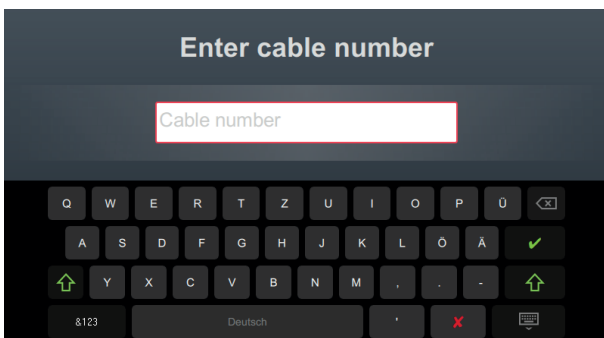 Enter cable number
Cable number
Q W E R T Z U I O P Ü
A S D F G H J K L Ö Ä
Y X C V B N M , . -
&123 Deutsch '